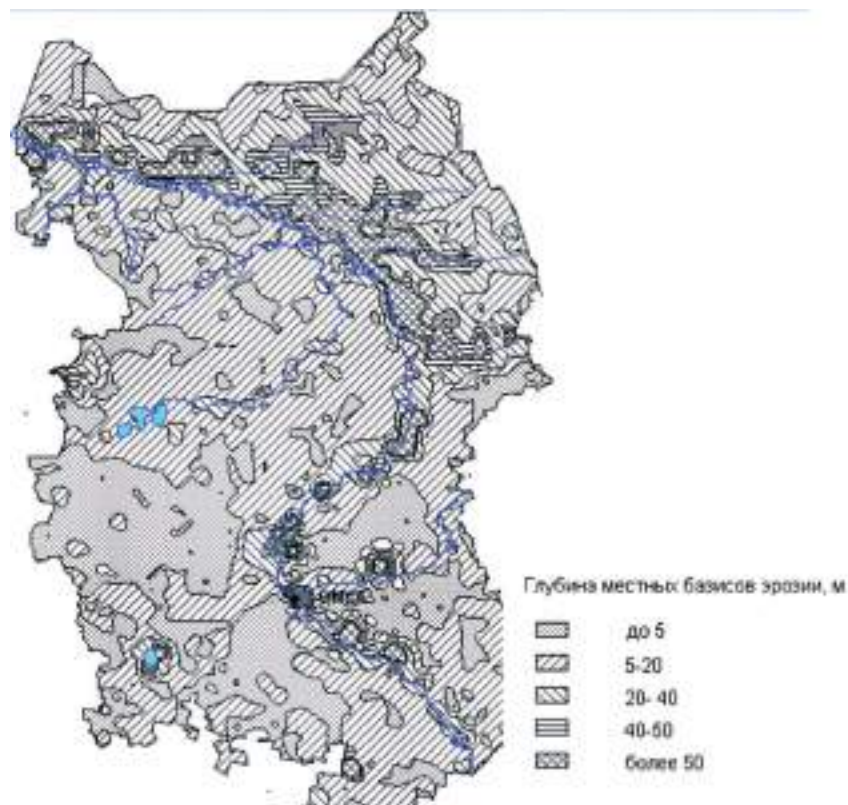 Глубина местных базисов эрозии, м
до 5
5-20
20- 40
40-50
более 50